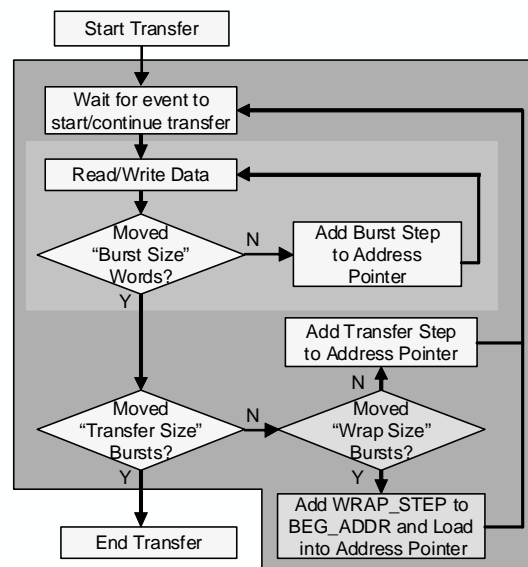 Start Transfer
Wait for event to
start/continue transfer
Read/Write Data
Moved
“Burst Size”
Words?
N
Add Burst Step
to Address
Pointer
Y
Add Transfer Step
to Address Pointer
N
Moved
“Transfer Size”
Bursts?
N
Moved
“Wrap Size”
Bursts?
Y
Y
Add WRAP_STEP to
BEG_ADDR and Load
into Address Pointer
End Transfer